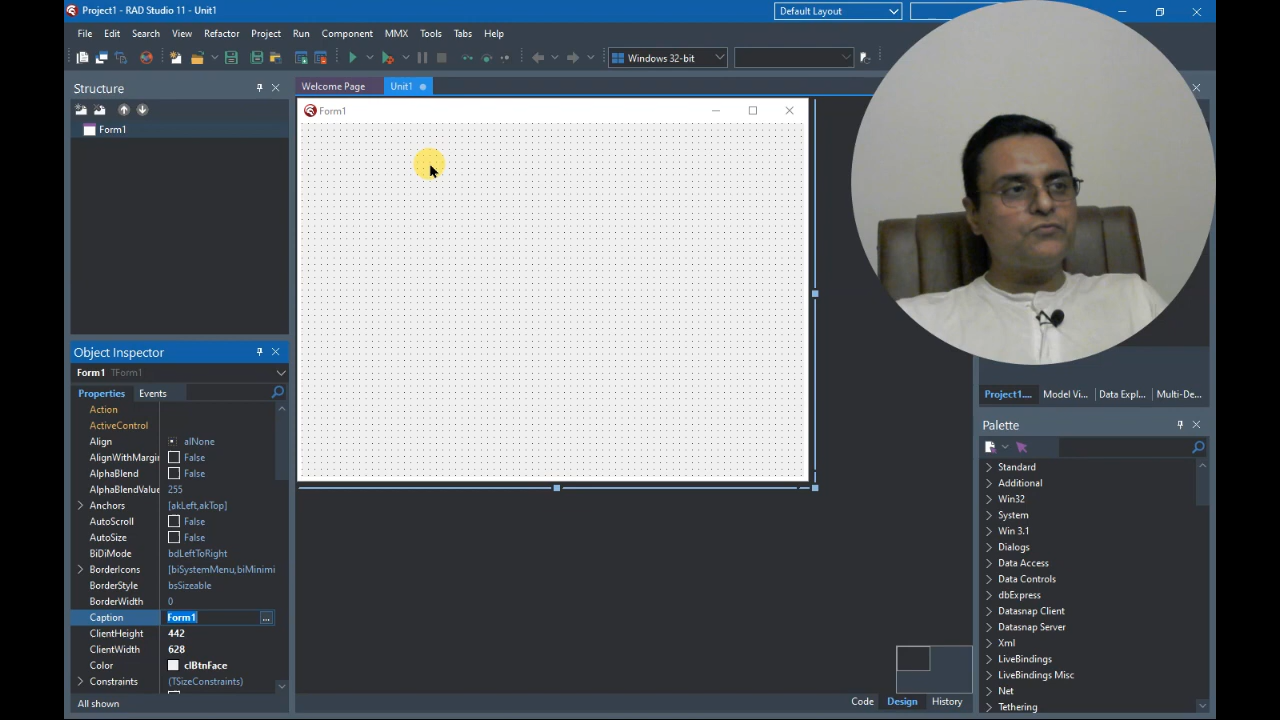 Project1 - RAD Studio 11 - Unit1
Default Layout
File Edit Search View Refactor Project Run Component MMX Tools Tabs Help
Windows 32-bit
Structure
Form1
Welcome Page Unit1
Form1
Object Inspector
Form1 TForm1
Properties Events
Action
ActiveControl
Align alNone
AlignWithMargin False
AlphaBlend False
AlphaBlendValue 255
Anchors [akLeft,akTop]
AutoScroll False
AutoSize False
BiDiMode bdLeftToRight
BorderIcons [biSystemMenu,biMinimi
BorderStyle bsSizeable
BorderWidth 0
Caption Form1 ...
ClientHeight 442
ClientWidth 628
Color clBtnFace
Constraints (TSizeConstraints)
All shown
Code Design History
Project1.... Model Vi... Data Expl... Multi-De...
Palette
Standard
Additional
Win32
System
Win 3.1
Dialogs
Data Access
Data Controls
dbExpress
Datasnap Client
Datasnap Server
Xml
LiveBindings
LiveBindings Misc
Net
Tethering